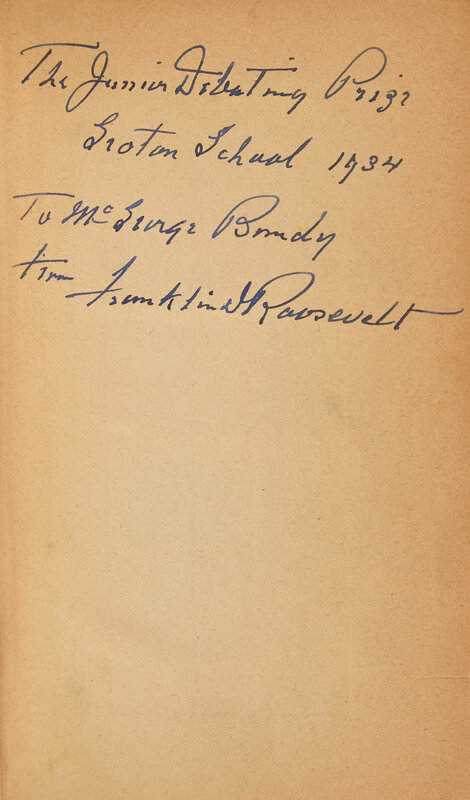 The Junior Debating Prize
Groton School 1934
To McGeorge Bundy
from Franklin D Roosevelt